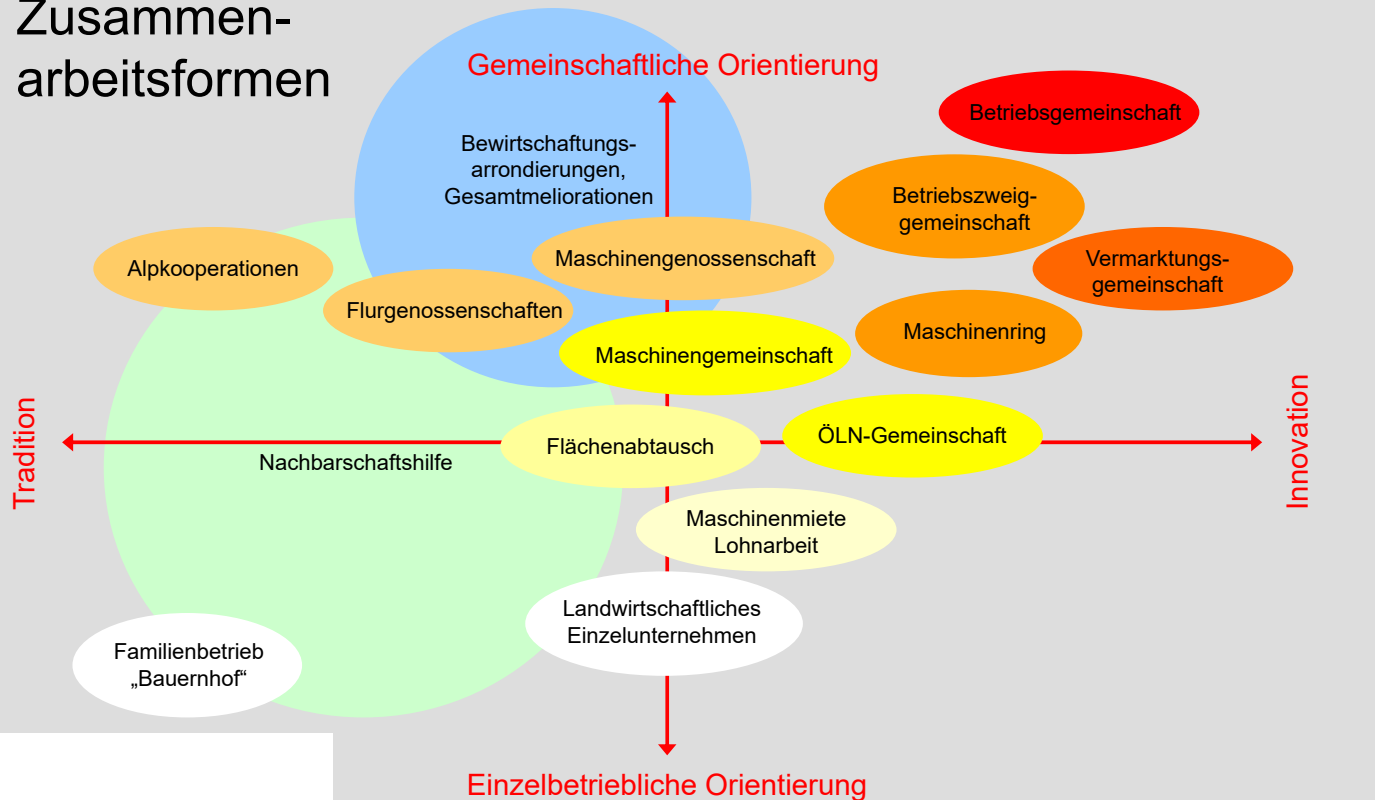 Zusammen-
arbeitsformen
Gemeinschaftliche Orientierung
Betriebsgemeinschaft
Bewirtschaftungs-
arrondierungen,
Gesamtmeliorationen
Betriebszweig-
gemeinschaft
Alpkooperationen
Maschinengenossenschaft
Vermarktungs-
gemeinschaft
Flurgenossenschaften
Maschinenring
Maschinengemeinschaft
Tradition
Innovation
Nachbarschaftshilfe
Flächenabtausch
ÖLN-Gemeinschaft
Maschinenmiete
Lohnarbeit
Landwirtschaftliches
Einzelunternehmen
Familienbetrieb
„Bauernhof“
Einzelbetriebliche Orientierung